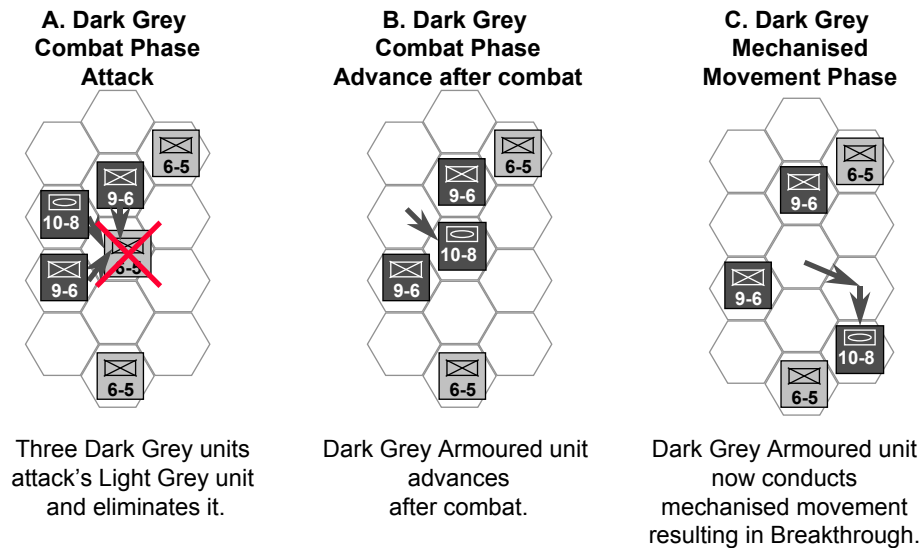 A. Dark Grey
Combat Phase
Attack
6-5
9-6
10-8
6-5
9-6
6-5
Three Dark Grey units
attack's Light Grey unit
and eliminates it.
B. Dark Grey
Combat Phase
Advance after combat
6-5
9-6
10-8
9-6
6-5
Dark Grey Armoured unit
advances
after combat.
C. Dark Grey
Mechanised
Movement Phase
6-5
9-6
9-6
10-8
6-5
Dark Grey Armoured unit
now conducts
mechanised movement
resulting in Breakthrough.